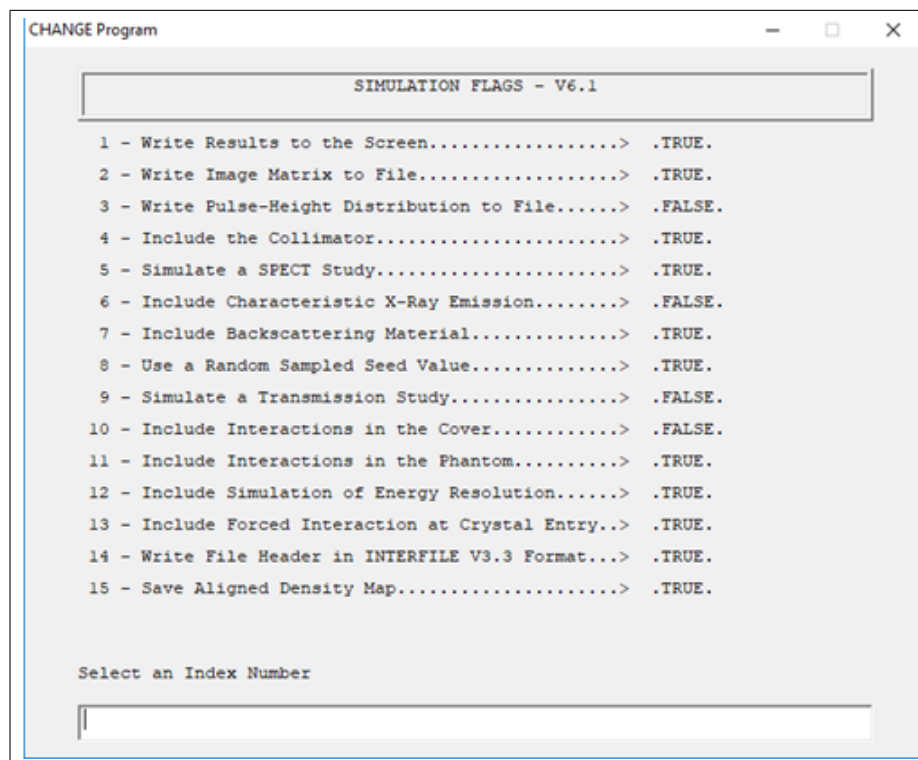 CHANGE Program
SIMULATION FLAGS - V6.1
1 - Write Results to the Screen..................> .TRUE.
2 - Write Image Matrix to File...................> .TRUE.
3 - Write Pulse-Height Distribution to File......> .FALSE.
4 - Include the Collimator.......................> .TRUE.
5 - Simulate a SPECT Study.......................> .TRUE.
6 - Include Characteristic X-Ray Emission........> .FALSE.
7 - Include Backscattering Material..............> .TRUE.
8 - Use a Random Sampled Seed Value..............> .TRUE.
9 - Simulate a Transmission Study................> .FALSE.
10 - Include Interactions in the Cover............> .FALSE.
11 - Include Interactions in the Phantom..........> .TRUE.
12 - Include Simulation of Energy Resolution......> .TRUE.
13 - Include Forced Interaction at Crystal Entry..> .TRUE.
14 - Write File Header in INTERFILE V3.3 Format...> .TRUE.
15 - Save Aligned Density Map.....................> .TRUE.
Select an Index Number